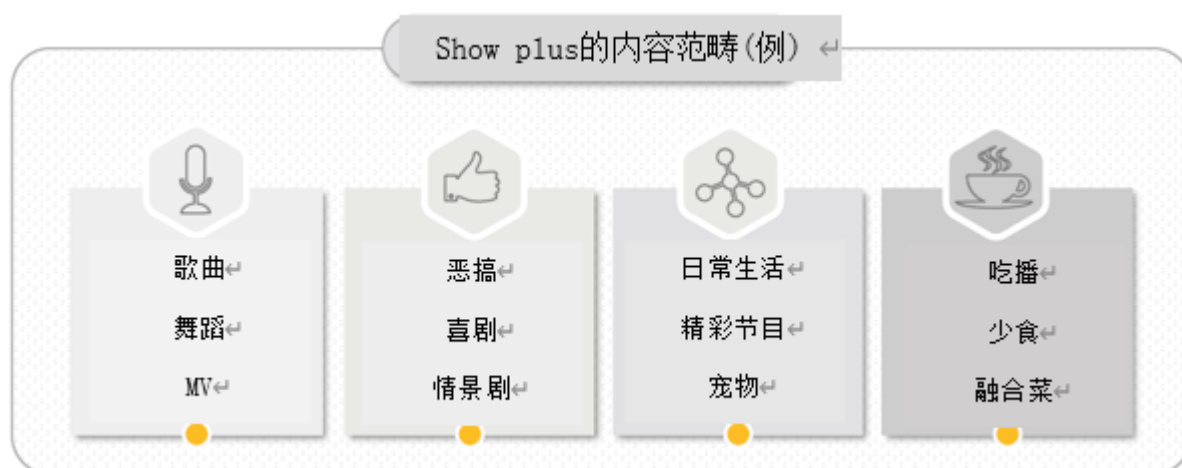 Show plus的内容范畴(例)
歌曲
舞蹈
MV
恶搞
喜剧
情景剧
日常生活
精彩节目
宠物
吃播
少食
融合菜